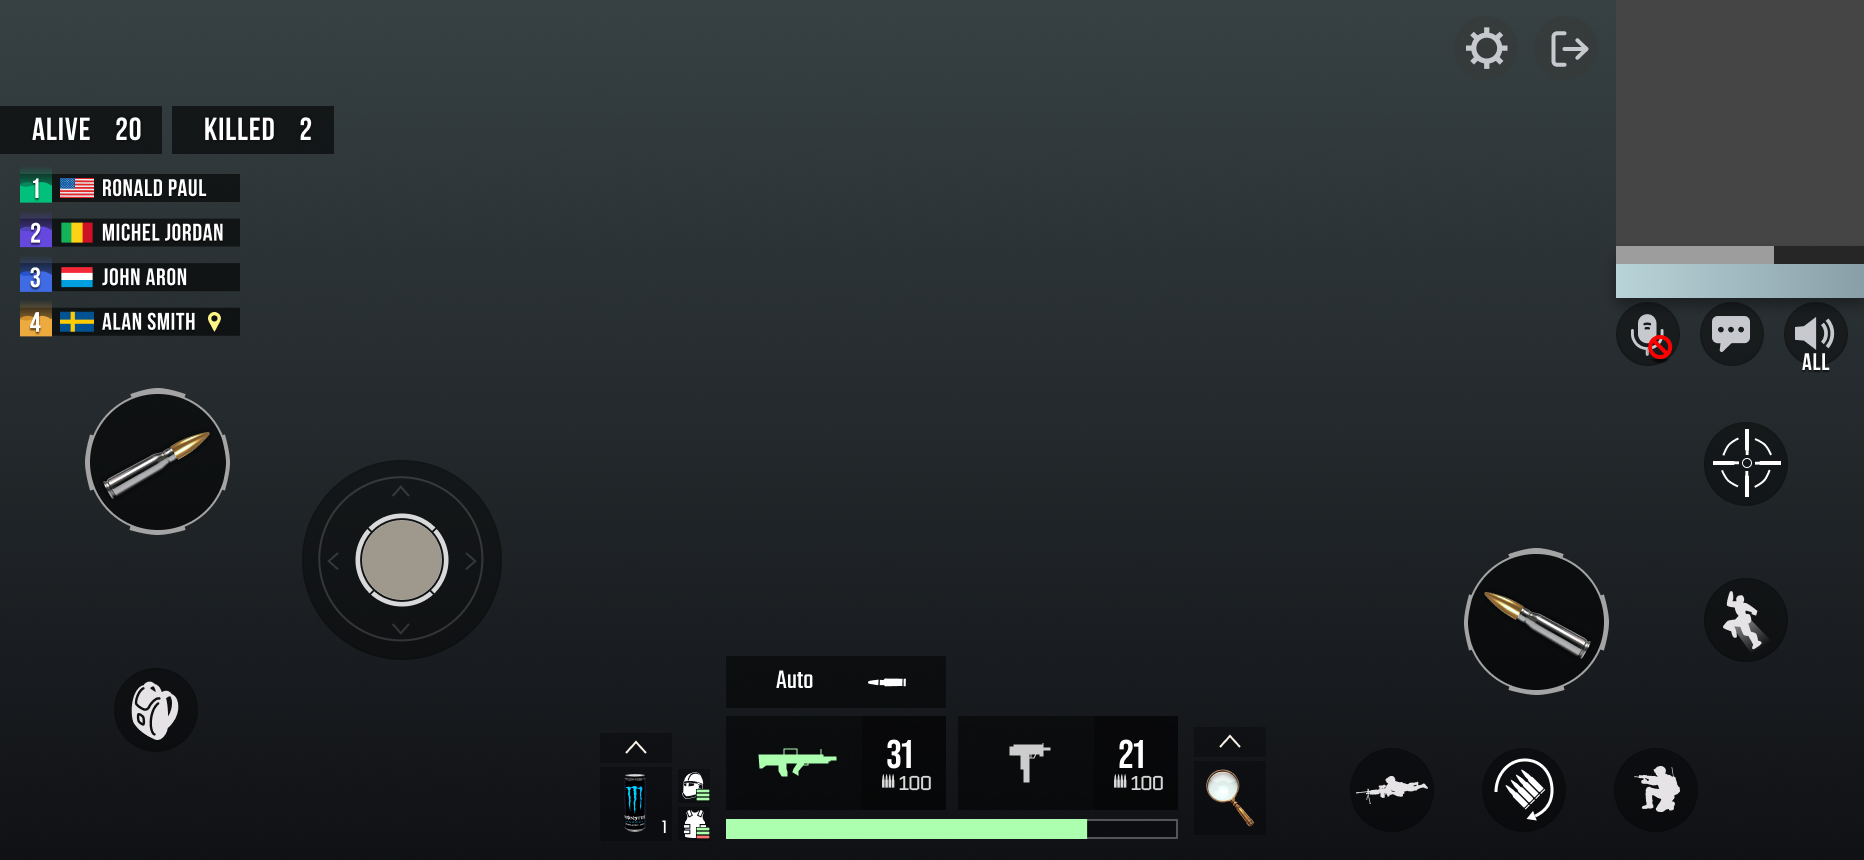 ALIVE 20 KILLED 2
1 RONALD PAUL
2 MICHEL JORDAN
3 JOHN ARON
4 ALAN SMITH
ALL
Auto
31 21
100 100
1